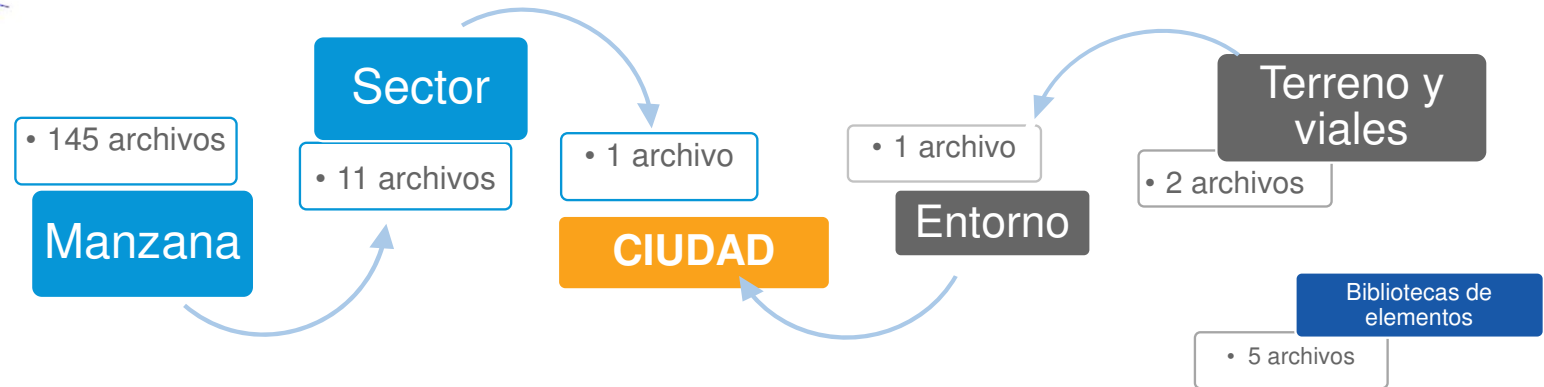 • 145 archivos
Manzana
Sector
• 11 archivos
• 1 archivo
CIUDAD
• 1 archivo
Entorno
Terreno y
viales
• 2 archivos
Bibliotecas de
elementos
• 5 archivos